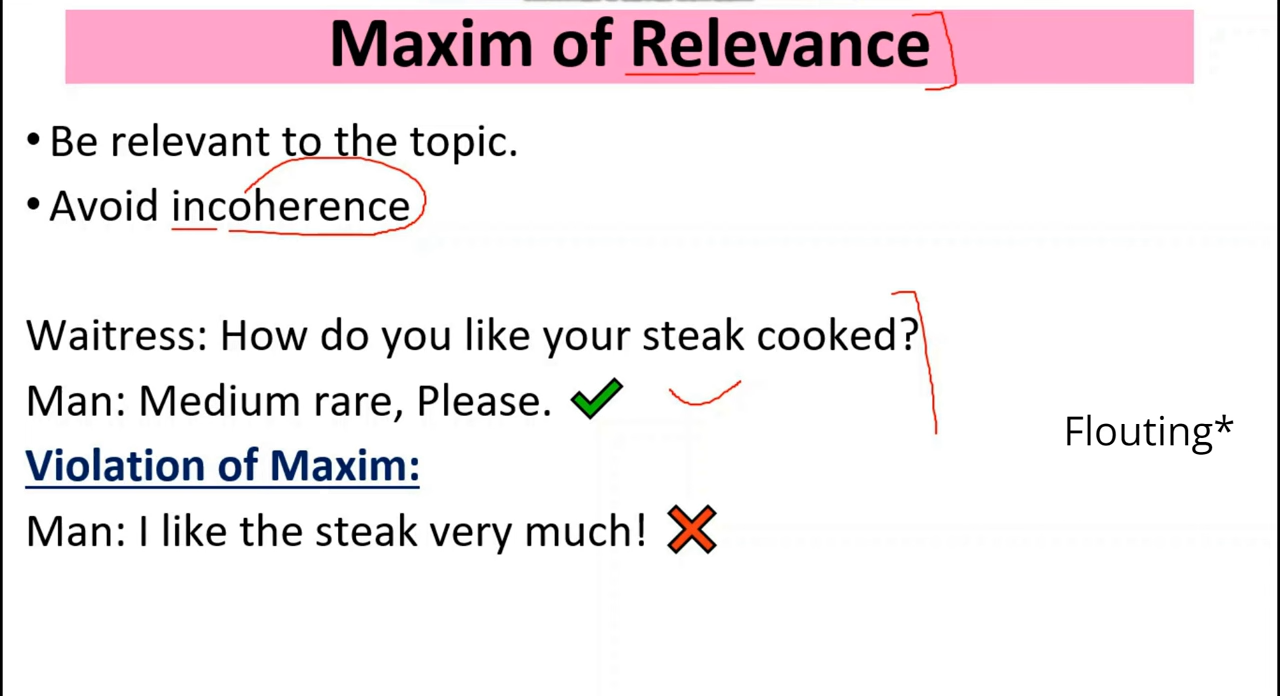 Maxim of Relevance
• Be relevant to the topic.
• Avoid incoherence
Waitress: How do you like your steak cooked?
Man: Medium rare, Please.
Flouting*
Violation of Maxim:
Man: I like the steak very much!